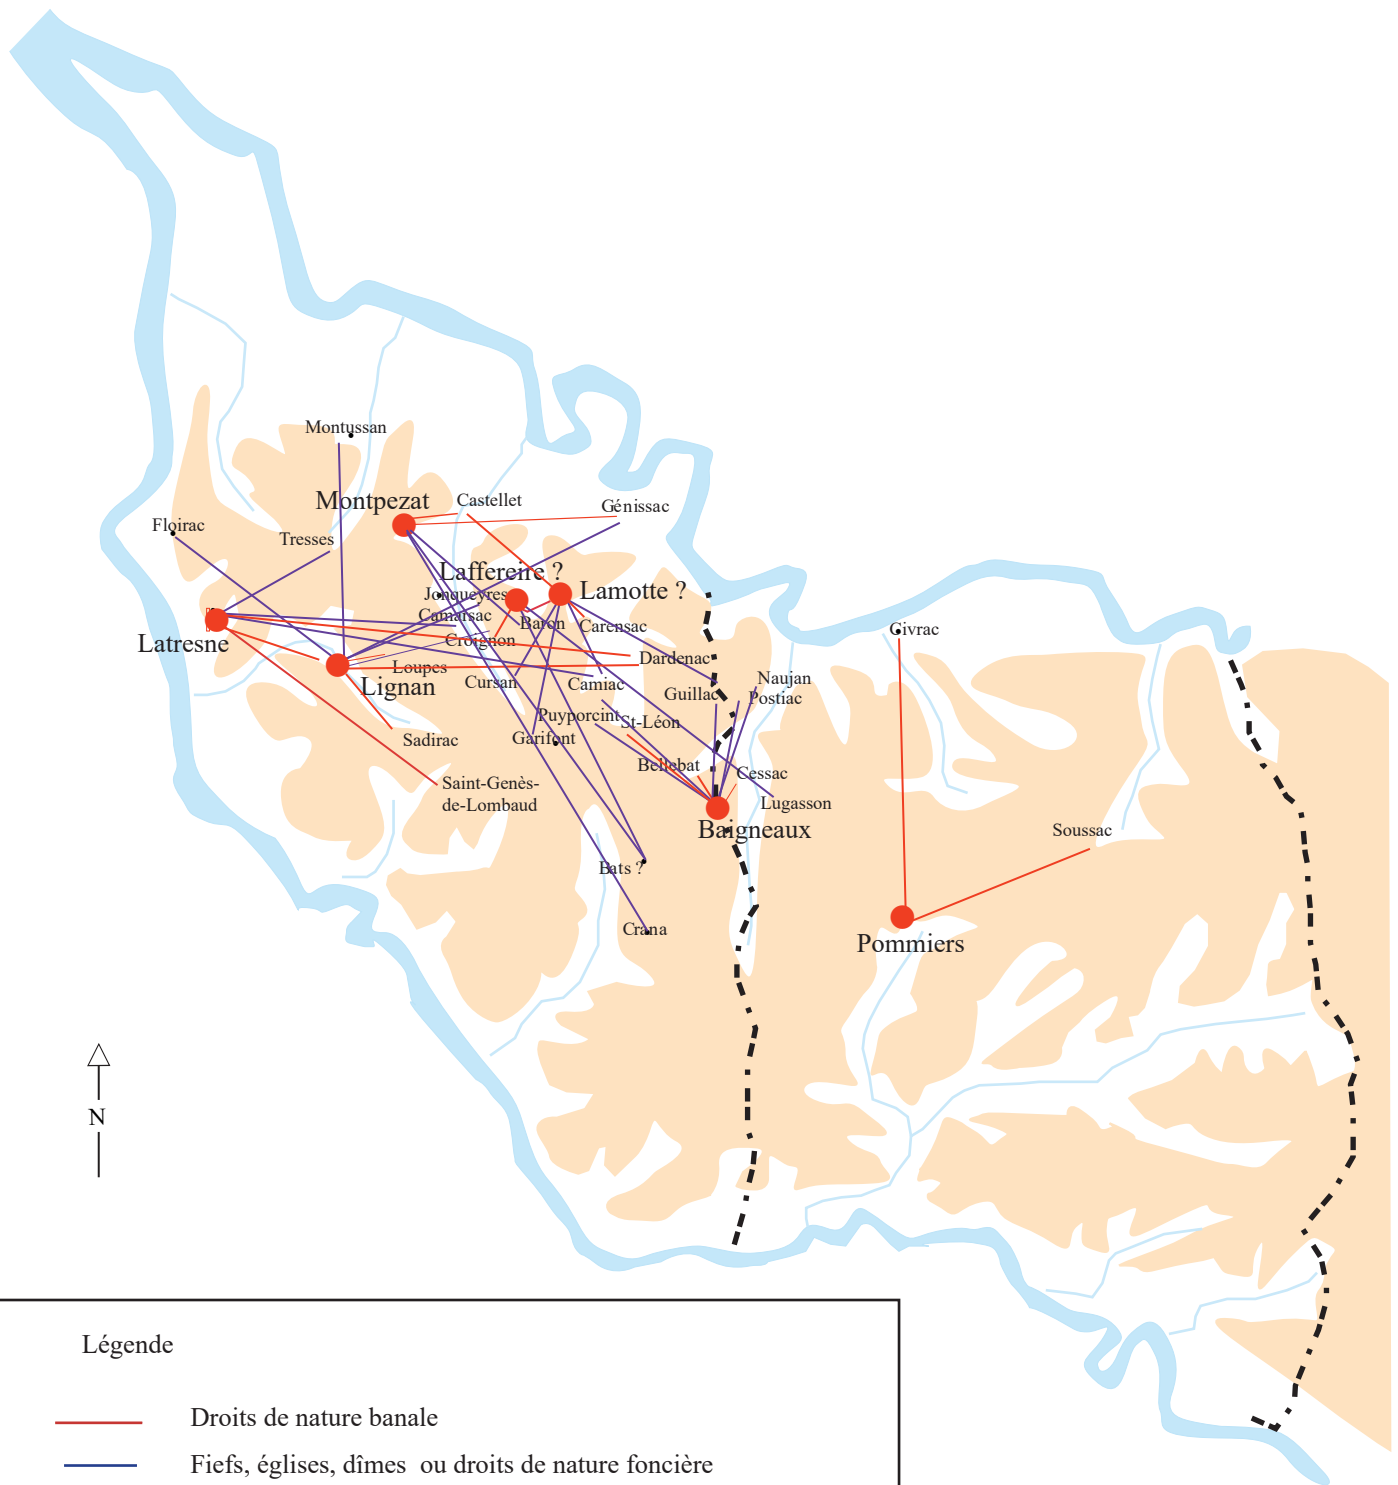 Montussan
Montpezat
Castellet
Génissac
Floirac
Tresses
Laffereire ?
Lamotte ?
Jonqueyres
Camarsac
Baron
Carensac
Givrac
Latresne
Croignon
Dardenac
Loupes
Lignan
Cursan
Camiac
Guillac
Naujan
Postiac
Puyporcint
St-Léon
Sadirac
Garifont
Bellebat
Cessac
Saint-Genès-
de-Lombaud
Lugasson
Baigneaux
Soussac
Bats ?
Crana
Pommiers
N
Légende
Droits de nature banale
Fiefs, églises, dîmes ou droits de nature foncière